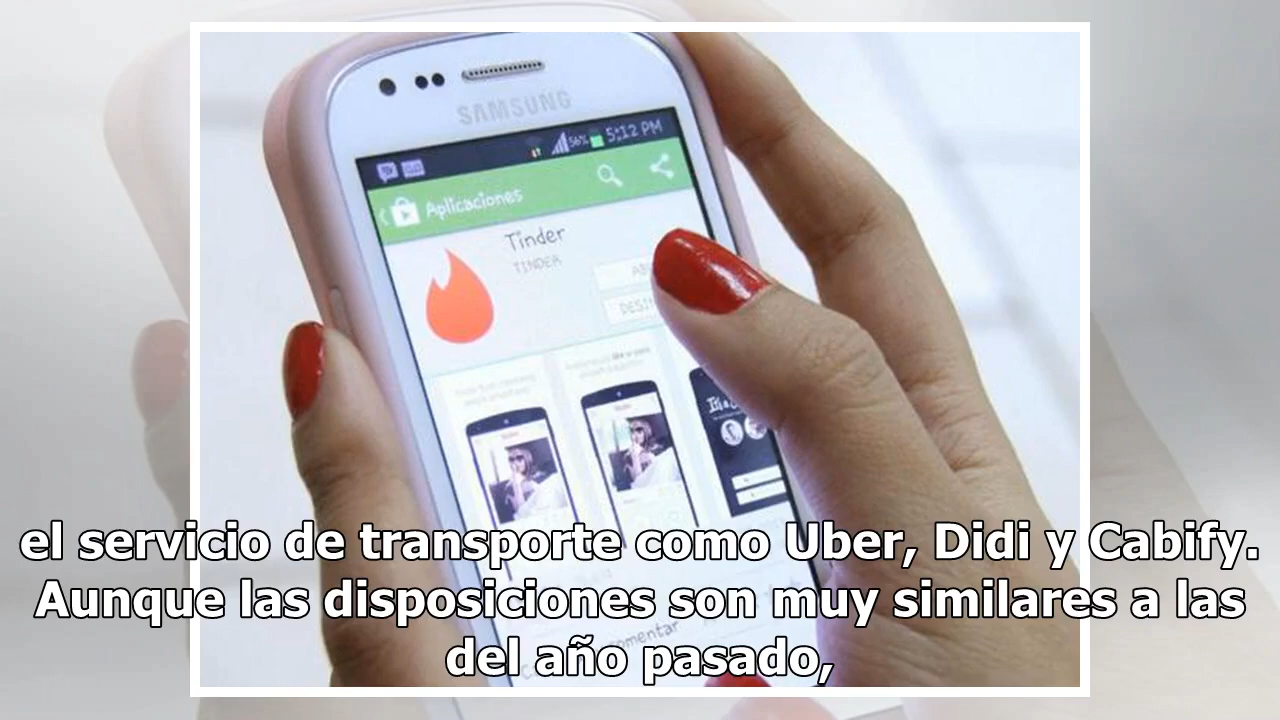 SAMSUNG
56% 5:12 PM
Aplicaciones
Tinder
TINDER
el servicio de transporte como Uber, Didi y Cabify.
Aunque las disposiciones son muy similares a las
del año pasado,